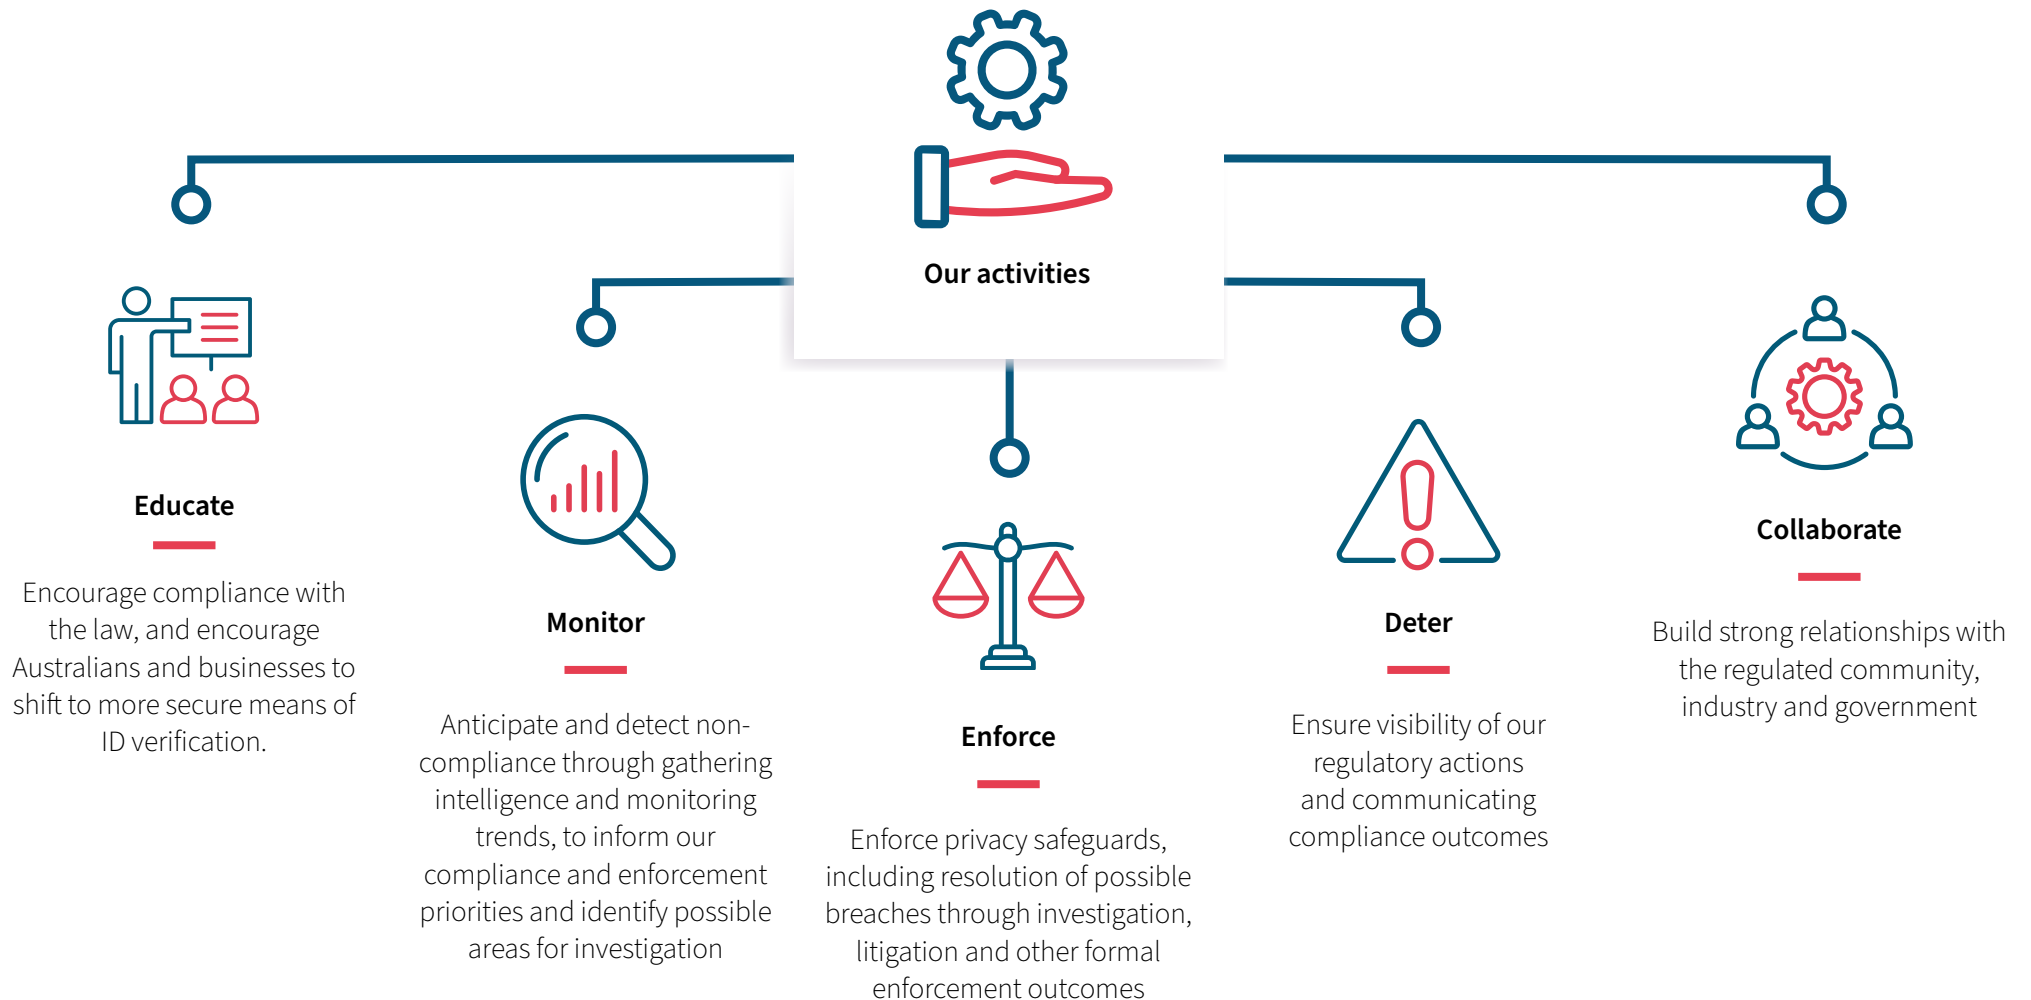 Our activities
Educate
Encourage compliance with
the law, and encourage
Australians and businesses to
shift to more secure means of
ID verification.
Monitor
Anticipate and detect non-
compliance through gathering
intelligence and monitoring
trends, to inform our
compliance and enforcement
priorities and identify possible
areas for investigation
Enforce
Enforce privacy safeguards,
including resolution of possible
breaches through investigation,
litigation and other formal
enforcement outcomes
Deter
Ensure visibility of our
regulatory actions
and communicating
compliance outcomes
Collaborate
Build strong relationships with
the regulated community,
industry and government